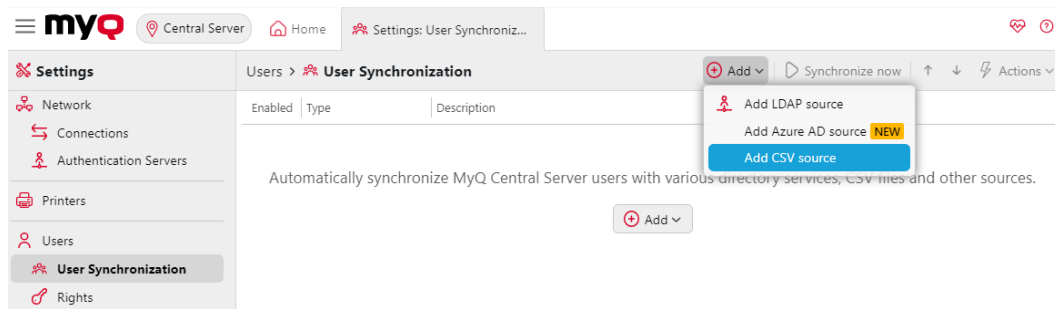 myQ Central Server Home Settings: User Synchroniz...
Settings
Users > User Synchronization
Add Synchronize now Actions
Network
Connections
Authentication Servers
Printers
Users
User Synchronization
Rights
Enabled Type Description
Add LDAP source
Add Azure AD source NEW
Add CSV source
Automatically synchronize MyQ Central Server users with various directory services, CSV files and other sources.
Add